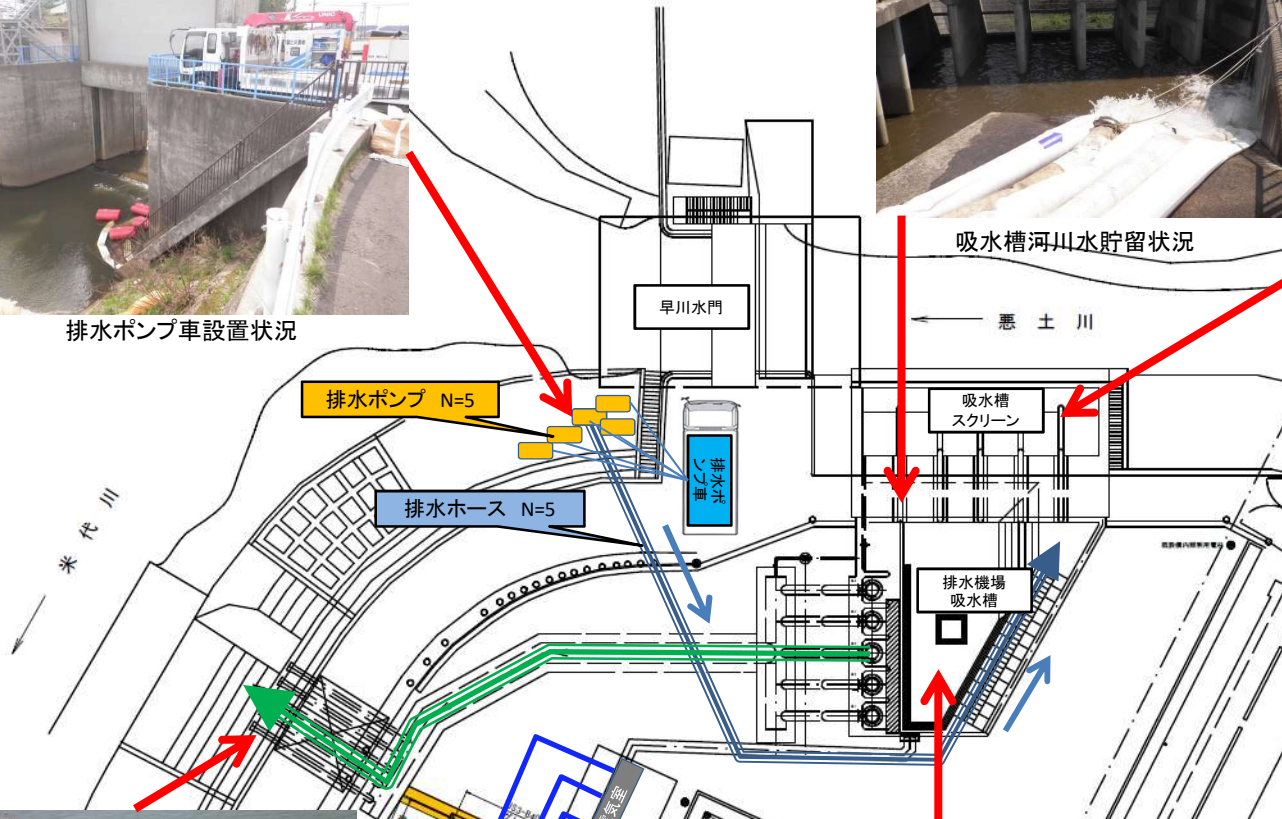 吸水槽河川水貯留状況
排水ポンプ車設置状況
早川水門
悪土川
排水ポンプ N=5
吸水槽
スクリーン
排水ポ
ンプ車
排水ホース N=5
米代川
排水機場
吸水槽
気室